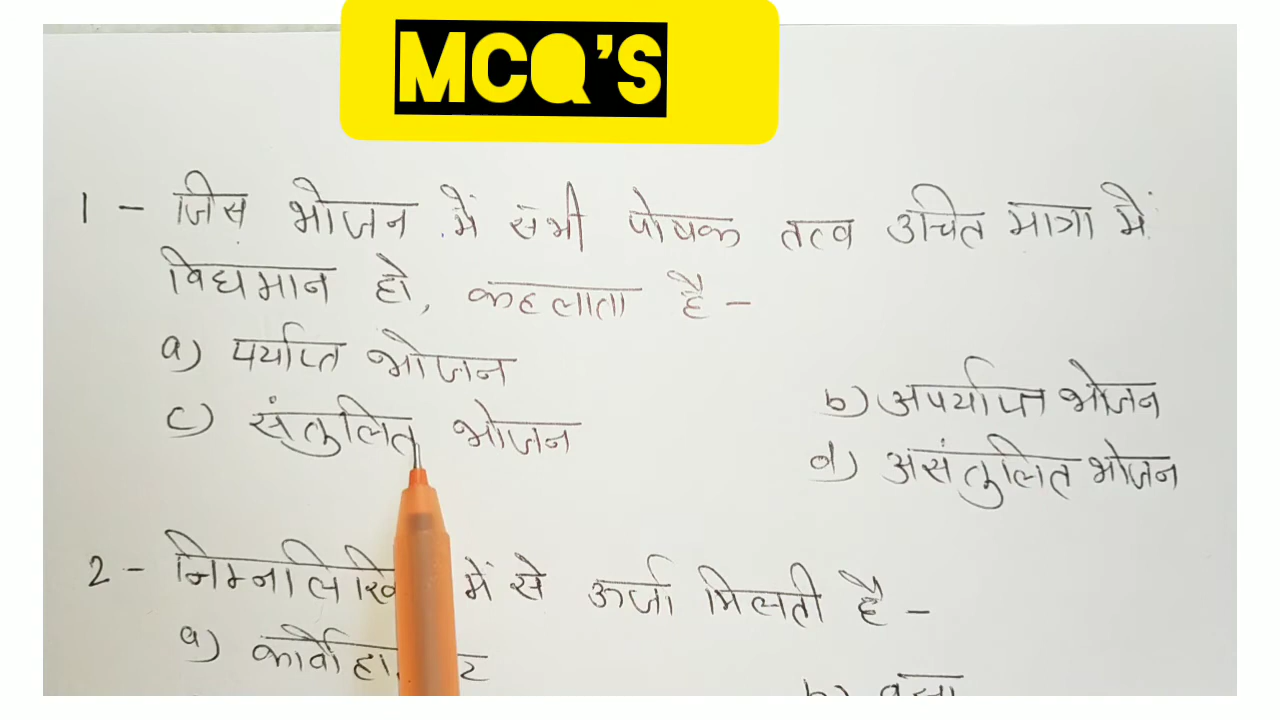 MCQ'S
1 - जिस भोजन में सभी पोषक तत्व उचित मात्रा में
विद्यमान हो, कहलाता है -
a) पर्याप्त भोजन
b) अपर्याप्त भोजन
c) संतुलित भोजन
d) असंतुलित भोजन
2 - में से ऊर्जा मिलती है -
a)
b)